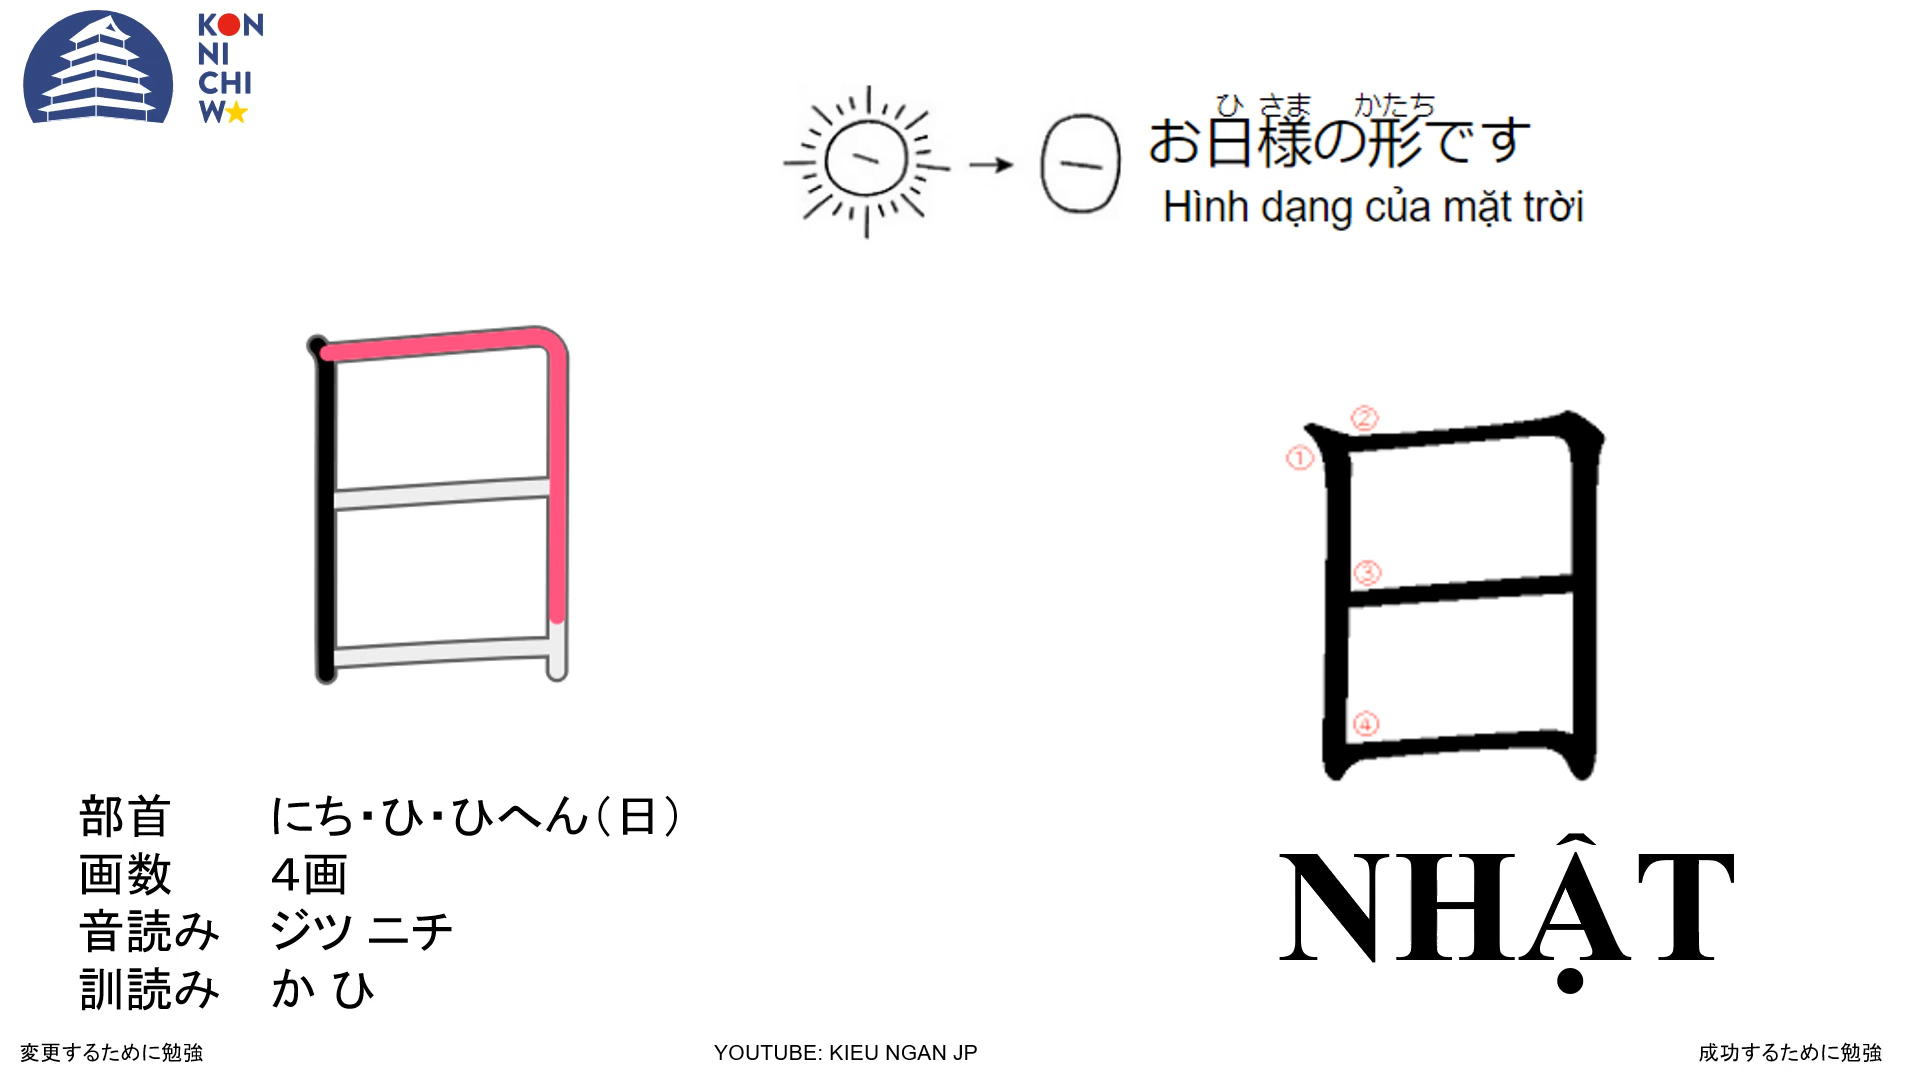 KON
NI
CHI
W
ひ さま かたち
お日様の形です
Hình dạng của mặt trời
①
②
③
④
部首 にち・ひ・ひへん（日）
画数 ４画
音読み ジツ ニチ
訓読み か ひ
NHẬT
変更するために勉強
YOUTUBE: KIEU NGAN JP
成功するために勉強